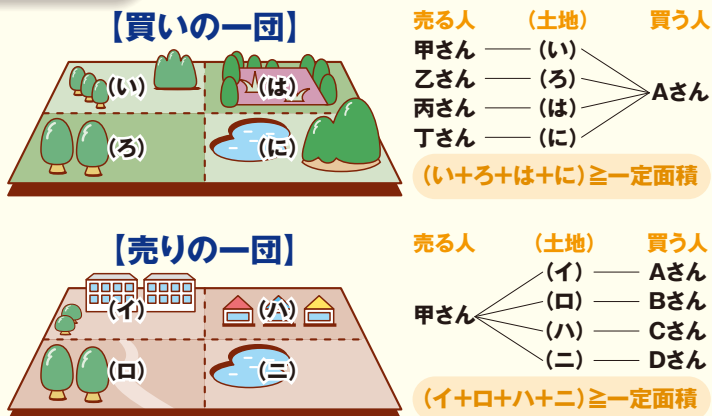 【買いの一団】
(い)
(は)
(ろ)
(に)
売る人 (土地) 買う人
甲さん (い)
乙さん (ろ)
丙さん (は)
丁さん (に)
Aさん
(い+ろ+は+に)≧一定面積
【売りの一団】
(イ)
(ハ)
(ロ)
(ニ)
売る人 (土地) 買う人
甲さん
(イ) Aさん
(ロ) Bさん
(ハ) Cさん
(ニ) Dさん
(イ+ロ+ハ+ニ)≧一定面積